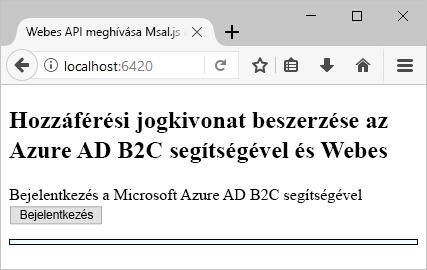 Webes API meghívása Msal.js
localhost:6420
Hozzáférési jogkivonat beszerzése az
Azure AD B2C segítségével és Webes
Bejelentkezés a Microsoft Azure AD B2C segítségével
Bejelentkezés